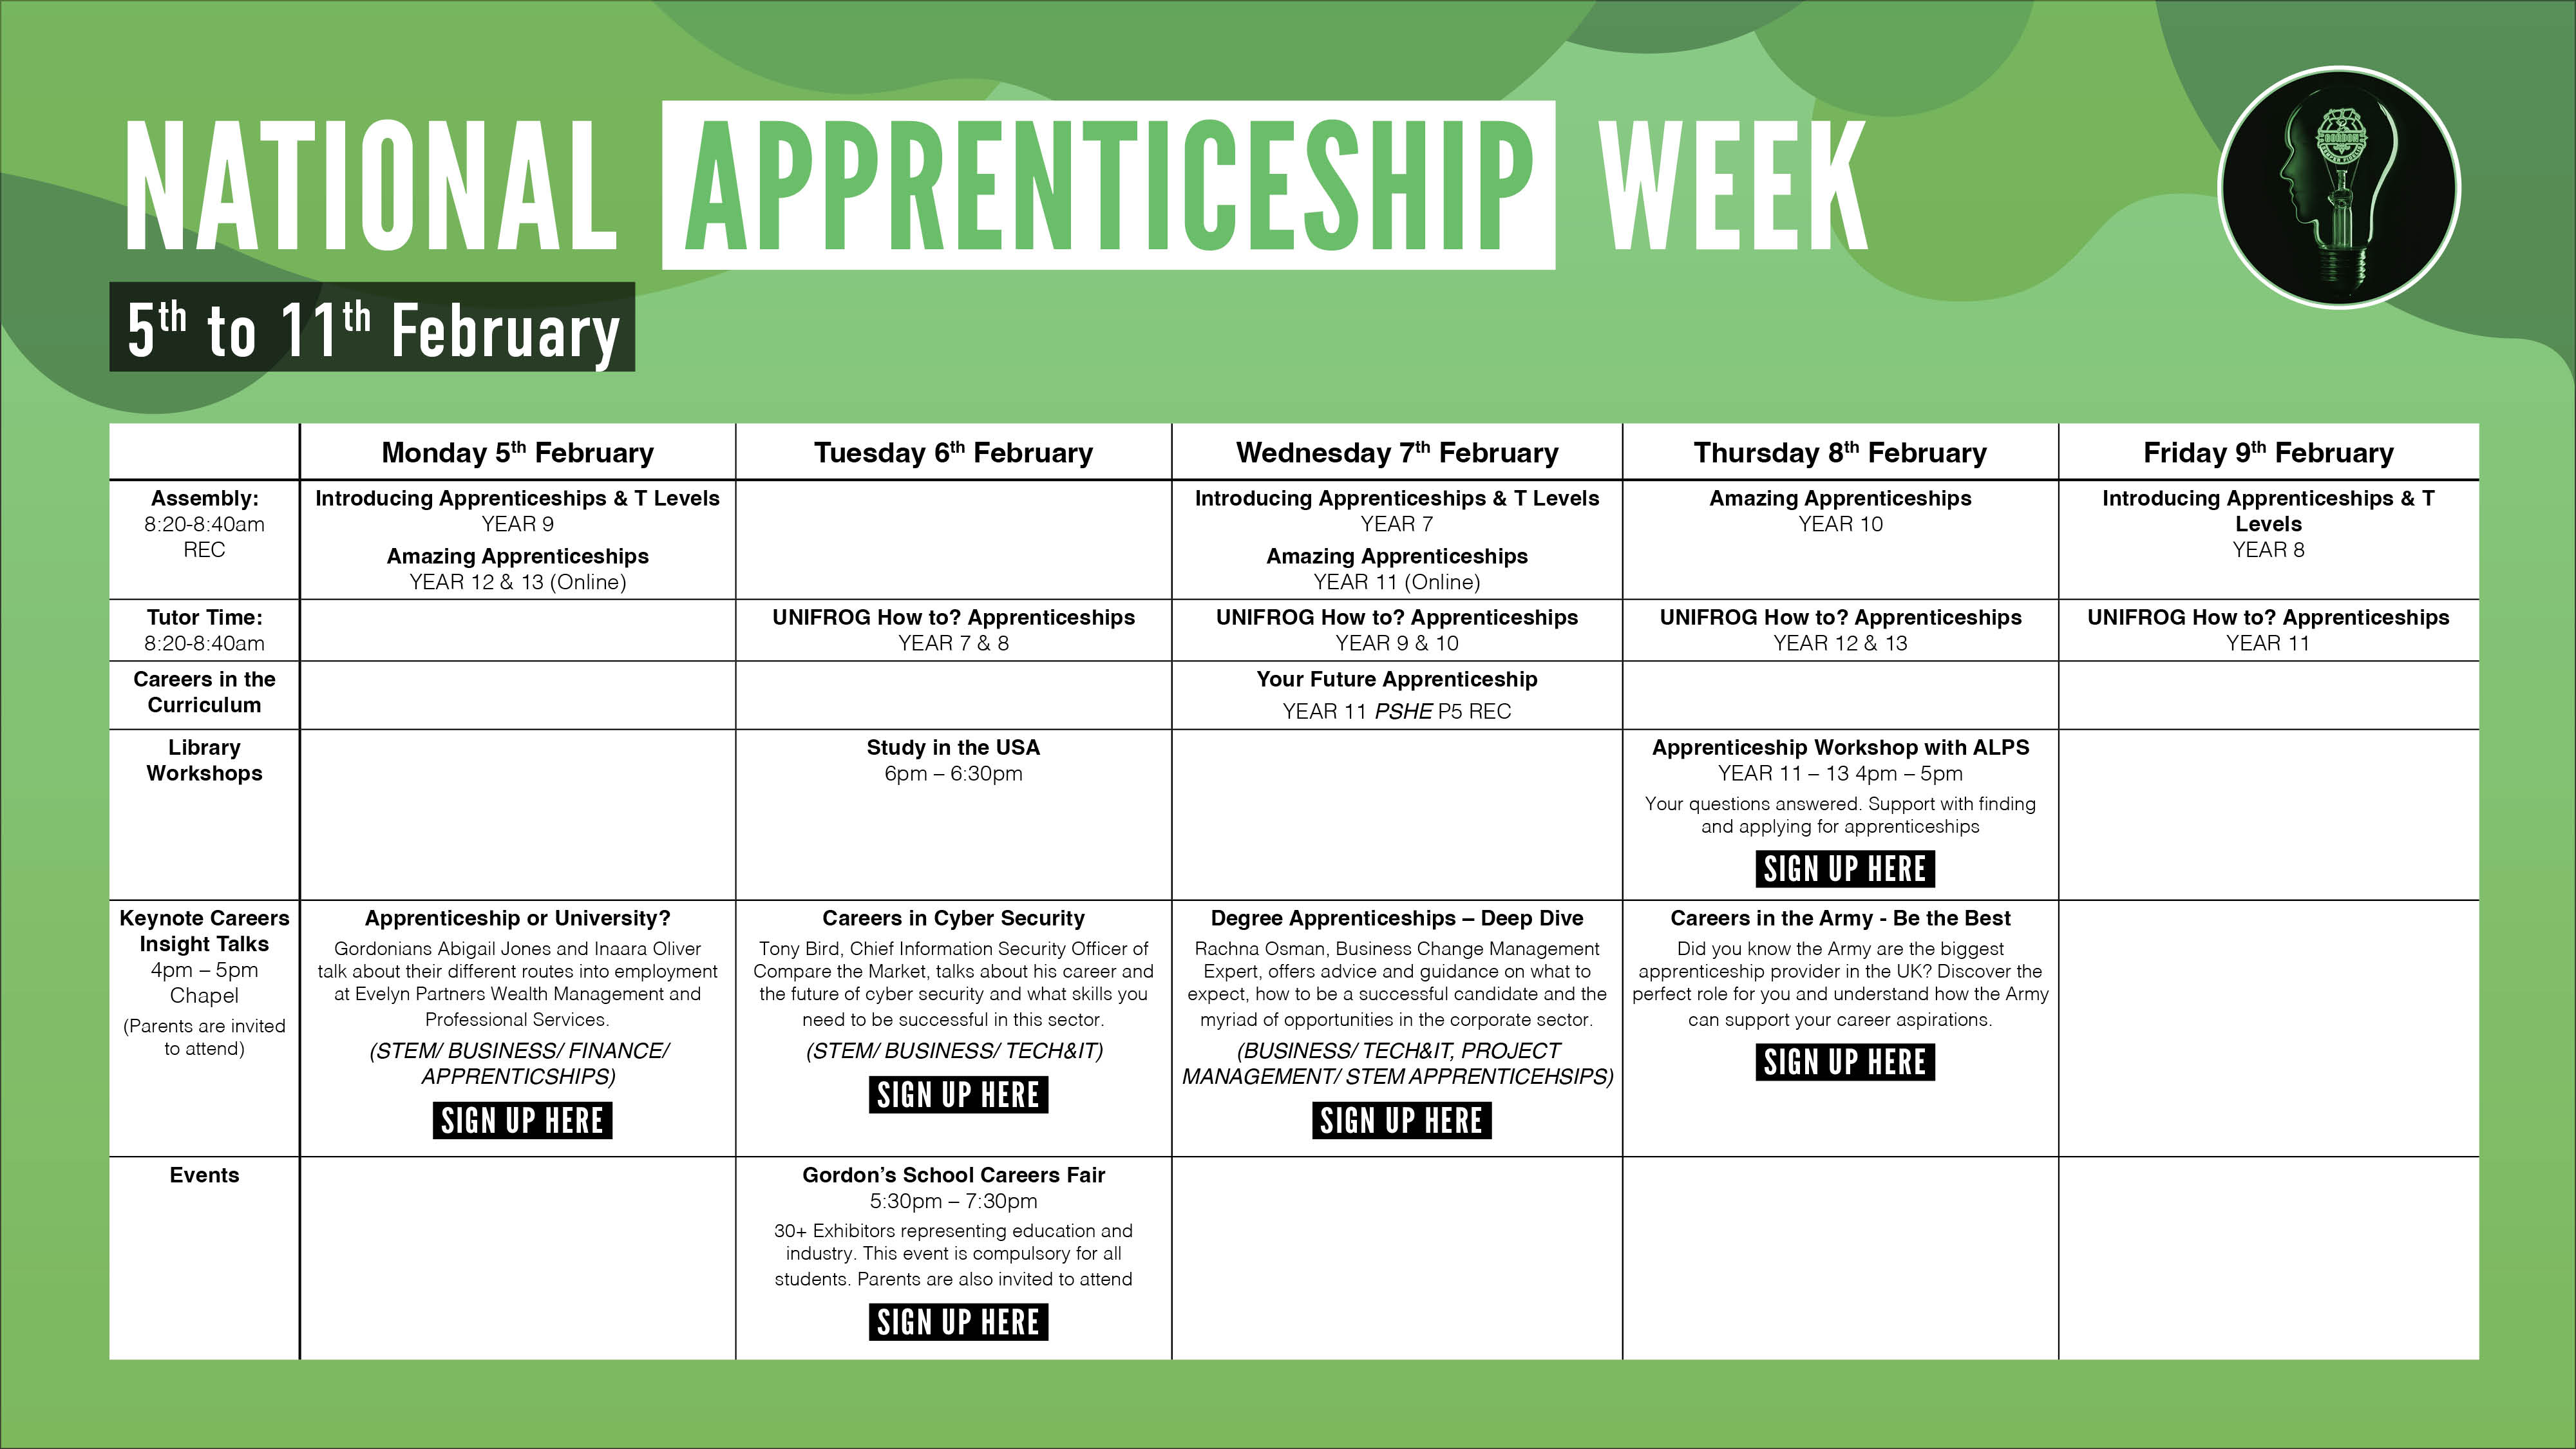 NATIONAL APPRENTICESHIP WEEK
5th to 11th February
GORDON
SEMPER FIDELIS
Monday 5th February
Tuesday 6th February
Wednesday 7th February
Thursday 8th February
Friday 9th February
Assembly:
8:20-8:40am
REC
Introducing Apprenticeships & T Levels
YEAR 9
Amazing Apprenticeships
YEAR 12 & 13 (Online)
Introducing Apprenticeships & T Levels
YEAR 7
Amazing Apprenticeships
YEAR 11 (Online)
Amazing Apprenticeships
YEAR 10
Introducing Apprenticeships & T
Levels
YEAR 8
Tutor Time:
8:20-8:40am
UNIFROG How to? Apprenticeships
YEAR 7 & 8
UNIFROG How to? Apprenticeships
YEAR 9 & 10
UNIFROG How to? Apprenticeships
YEAR 12 & 13
UNIFROG How to? Apprenticeships
YEAR 11
Careers in the
Curriculum
Your Future Apprenticeship
YEAR 11 PSHE P5 REC
Library
Workshops
Study in the USA
6pm – 6:30pm
Apprenticeship Workshop with ALPS
YEAR 11 – 13 4pm – 5pm
Your questions answered. Support with finding
and applying for apprenticeships
SIGN UP HERE
Keynote Careers
Insight Talks
4pm – 5pm
Chapel
(Parents are invited
to attend)
Apprenticeship or University?
Gordonians Abigail Jones and Inaara Oliver
talk about their different routes into employment
at Evelyn Partners Wealth Management and
Professional Services.
(STEM/ BUSINESS/ FINANCE/
APPRENTICSHIPS)
SIGN UP HERE
Careers in Cyber Security
Tony Bird, Chief Information Security Officer of
Compare the Market, talks about his career and
the future of cyber security and what skills you
need to be successful in this sector.
(STEM/ BUSINESS/ TECH&IT)
SIGN UP HERE
Degree Apprenticeships – Deep Dive
Rachna Osman, Business Change Management
Expert, offers advice and guidance on what to
expect, how to be a successful candidate and the
myriad of opportunities in the corporate sector.
(BUSINESS/ TECH&IT, PROJECT
MANAGEMENT/ STEM APPRENTICEHSIPS)
SIGN UP HERE
Careers in the Army - Be the Best
Did you know the Army are the biggest
apprenticeship provider in the UK? Discover the
perfect role for you and understand how the Army
can support your career aspirations.
SIGN UP HERE
Events
Gordon’s School Careers Fair
5:30pm – 7:30pm
30+ Exhibitors representing education and
industry. This event is compulsory for all
students. Parents are also invited to attend
SIGN UP HERE